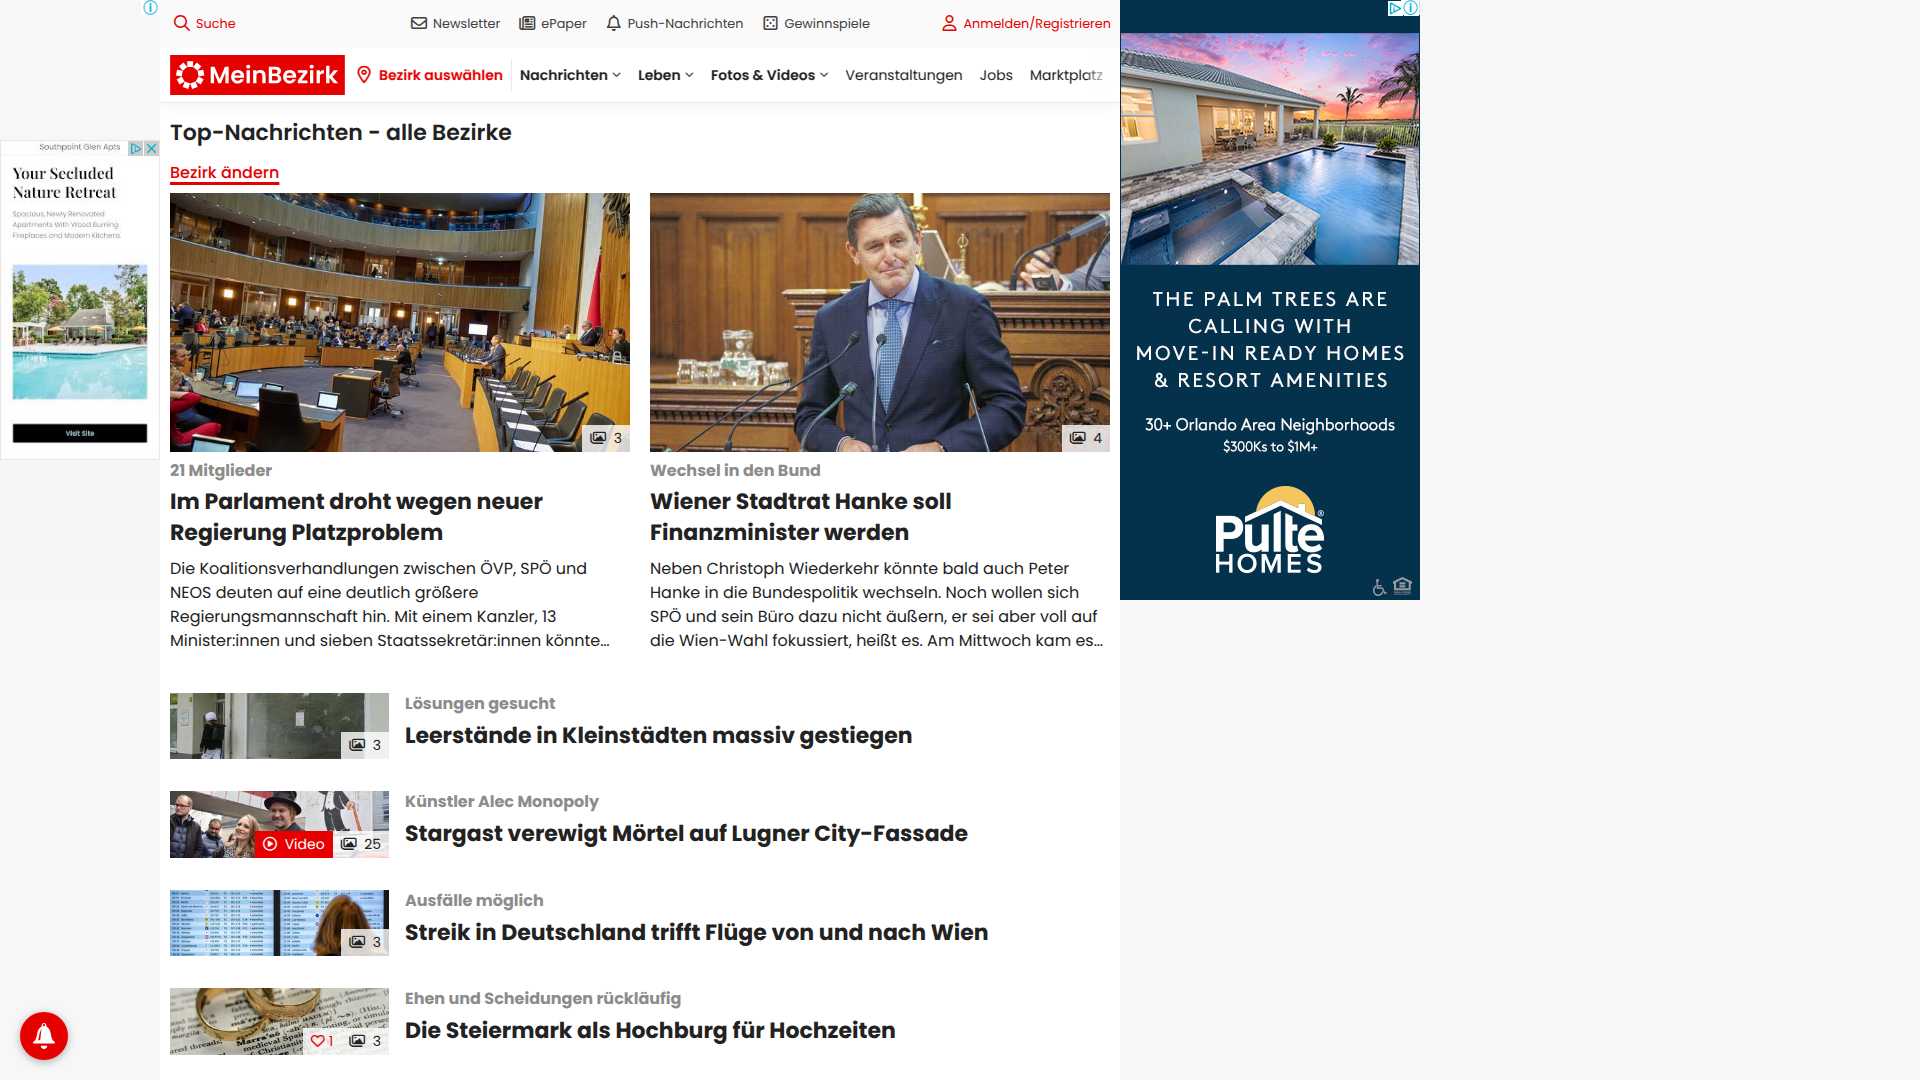 Suche
Newsletter
ePaper
Push-Nachrichten
Gewinnspiele
Anmelden/Registrieren
MeinBezirk
Bezirk auswählen
Nachrichten
Leben
Fotos & Videos
Veranstaltungen
Jobs
Marktplatz
Top-Nachrichten - alle Bezirke
Bezirk ändern
Southpoint Glen Apts
Your Secluded
Nature Retreat
Spacious, Newly Renovated
Apartments With Wood Burning
Fireplaces and Modern Kitchens.
Visit Site
3
21 Mitglieder
Im Parlament droht wegen neuer
Regierung Platzproblem
Die Koalitionsverhandlungen zwischen ÖVP, SPÖ und
NEOS deuten auf eine deutlich größere
Regierungsmannschaft hin. Mit einem Kanzler, 13
Minister:innen und sieben Staatssekretär:innen könnte...
4
Wechsel in den Bund
Wiener Stadtrat Hanke soll
Finanzminister werden
Neben Christoph Wiederkehr könnte bald auch Peter
Hanke in die Bundespolitik wechseln. Noch wollen sich
SPÖ und sein Büro dazu nicht äußern, er sei aber voll auf
die Wien-Wahl fokussiert, heißt es. Am Mittwoch kam es...
3
Lösungen gesucht
Leerstände in Kleinstädten massiv gestiegen
Video 25
Künstler Alec Monopoly
Stargast verewigt Mörtel auf Lugner City-Fassade
3
Ausfälle möglich
Streik in Deutschland trifft Flüge von und nach Wien
1 3
Ehen und Scheidungen rückläufig
Die Steiermark als Hochburg für Hochzeiten
THE PALM TREES ARE
CALLING WITH
MOVE-IN READY HOMES
& RESORT AMENITIES
30+ Orlando Area Neighborhoods
$300Ks to $1M+
Pulte®
HOMES